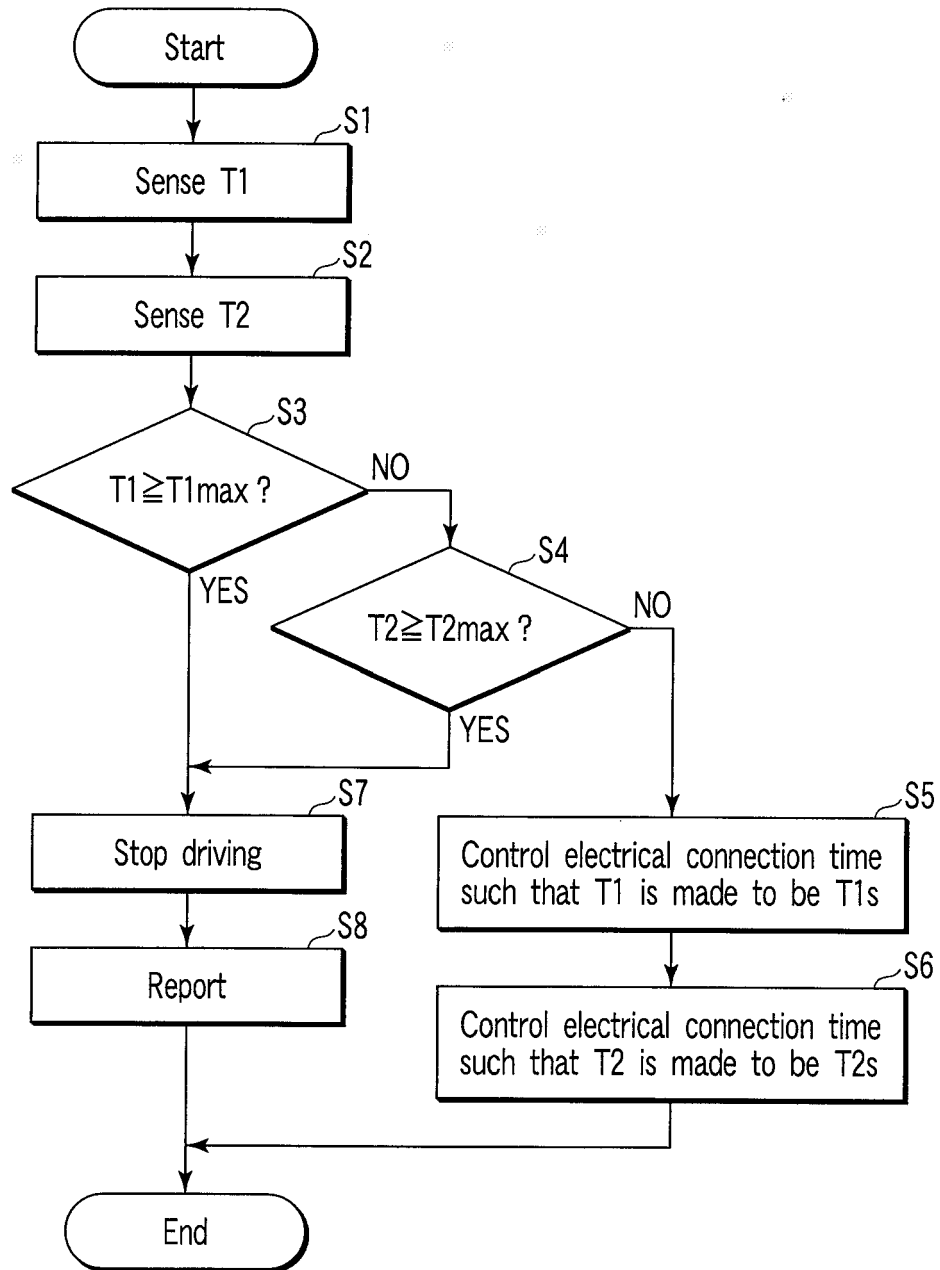 Start
S1
Sense T1
S2
Sense T2
S3
T1≧T1max ?
NO
YES
S4
T2≧T2max ?
NO
YES
S7
Stop driving
S8
Report
S5
Control electrical connection time
such that T1 is made to be T1s
S6
Control electrical connection time
such that T2 is made to be T2s
End